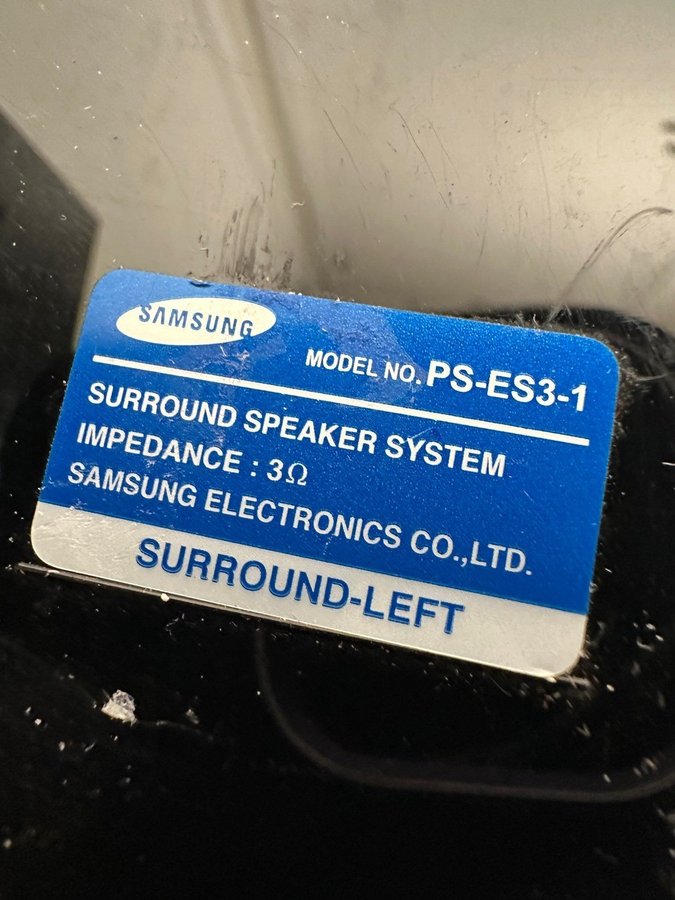 SAMSUNG
MODEL NO. PS-ES3-1
SURROUND SPEAKER SYSTEM
IMPEDANCE : 3Ω
SAMSUNG ELECTRONICS CO.,LTD.
SURROUND-LEFT